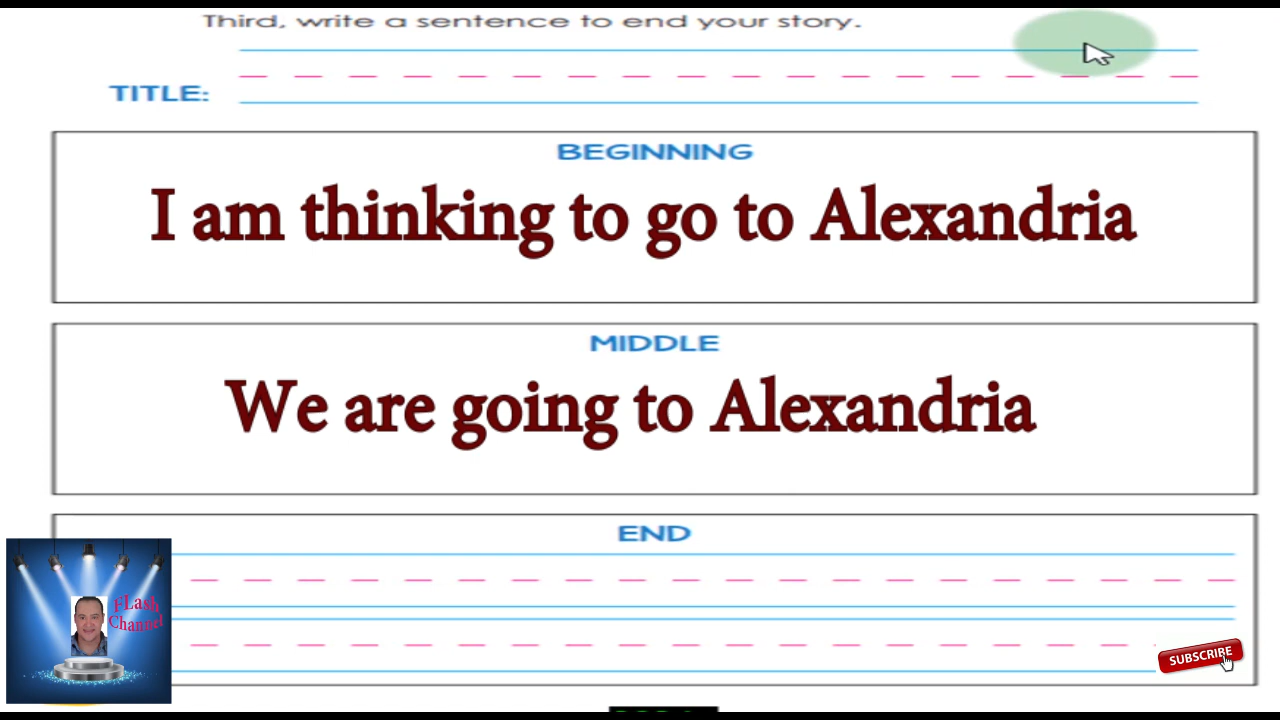 Third, write a sentence to end your story.
TITLE:
BEGINNING
I am thinking to go to Alexandria
MIDDLE
We are going to Alexandria
END
FLash
Channel
SUBSCRIBE